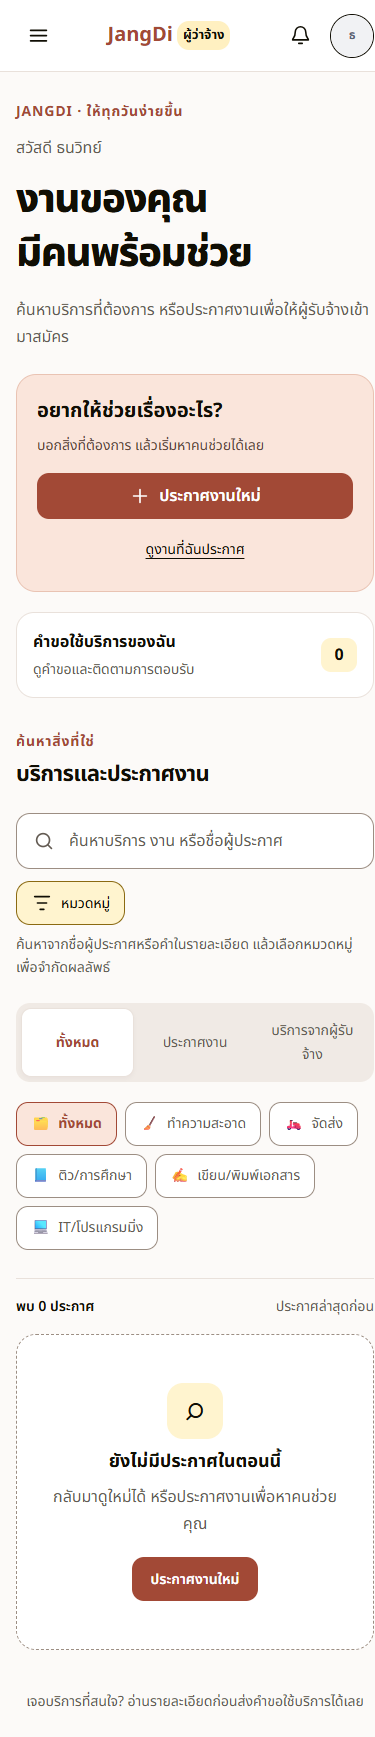 JangDi ผู้ว่าจ้าง
ธ
JANGDI · ให้ทุกวันง่ายขึ้น
สวัสดี ธนวิทย์
งานของคุณ
มีคนพร้อมช่วย
ค้นหาบริการที่ต้องการ หรือประกาศงานเพื่อให้ผู้รับจ้างเข้า
มาสมัคร
อยากให้ช่วยเรื่องอะไร?
บอกสิ่งที่ต้องการ แล้วเริ่มหาคนช่วยได้เลย
ประกาศงานใหม่
ดูงานที่ฉันประกาศ
คำขอใช้บริการของฉัน
ดูคำขอและติดตามการตอบรับ
0
ค้นหาสิ่งที่ใช่
บริการและประกาศงาน
ค้นหาบริการ งาน หรือชื่อผู้ประกาศ
หมวดหมู่
ค้นหาจากชื่อผู้ประกาศหรือคำในรายละเอียด แล้วเลือกหมวดหมู่
เพื่อจำกัดผลลัพธ์
ทั้งหมด
ประกาศงาน
บริการจากผู้รับ
จ้าง
ทั้งหมด
ทำความสะอาด
จัดส่ง
ติว/การศึกษา
เขียน/พิมพ์เอกสาร
IT/โปรแกรมมิ่ง
พบ 0 ประกาศ
ประกาศล่าสุดก่อน
ยังไม่มีประกาศในตอนนี้
กลับมาดูใหม่ได้ หรือประกาศงานเพื่อหาคนช่วย
คุณ
ประกาศงานใหม่
เจอบริการที่สนใจ? อ่านรายละเอียดก่อนส่งคำขอใช้บริการได้เลย